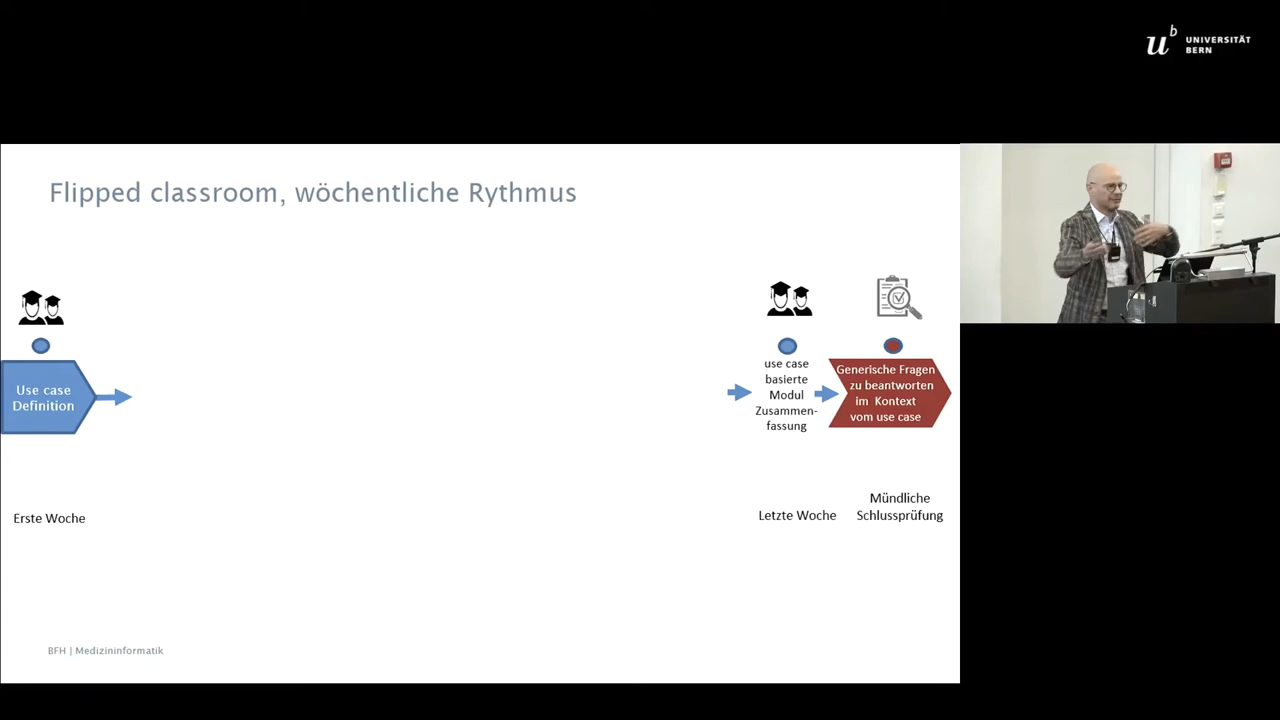 u^b UNIVERSITÄT
BERN
Flipped classroom, wöchentliche Rythmus
Use case
Definition
use case
basierte
Modul
Zusammen-
fassung
Generische Fragen
zu beantworten
im Kontext
vom use case
Erste Woche
Letzte Woche
Mündliche
Schlussprüfung
BFH | Medizininformatik